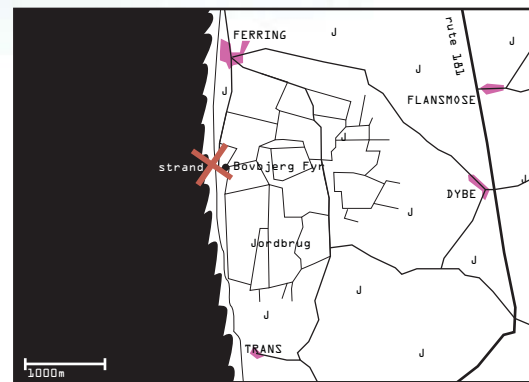 FERRING
J
J
J
rute 181
J
FLANSMOSE
J
strand
Bovbjerg Fyr
J
DYBE
J
Jordbrug
J
J
J
TRANS
J
1000m